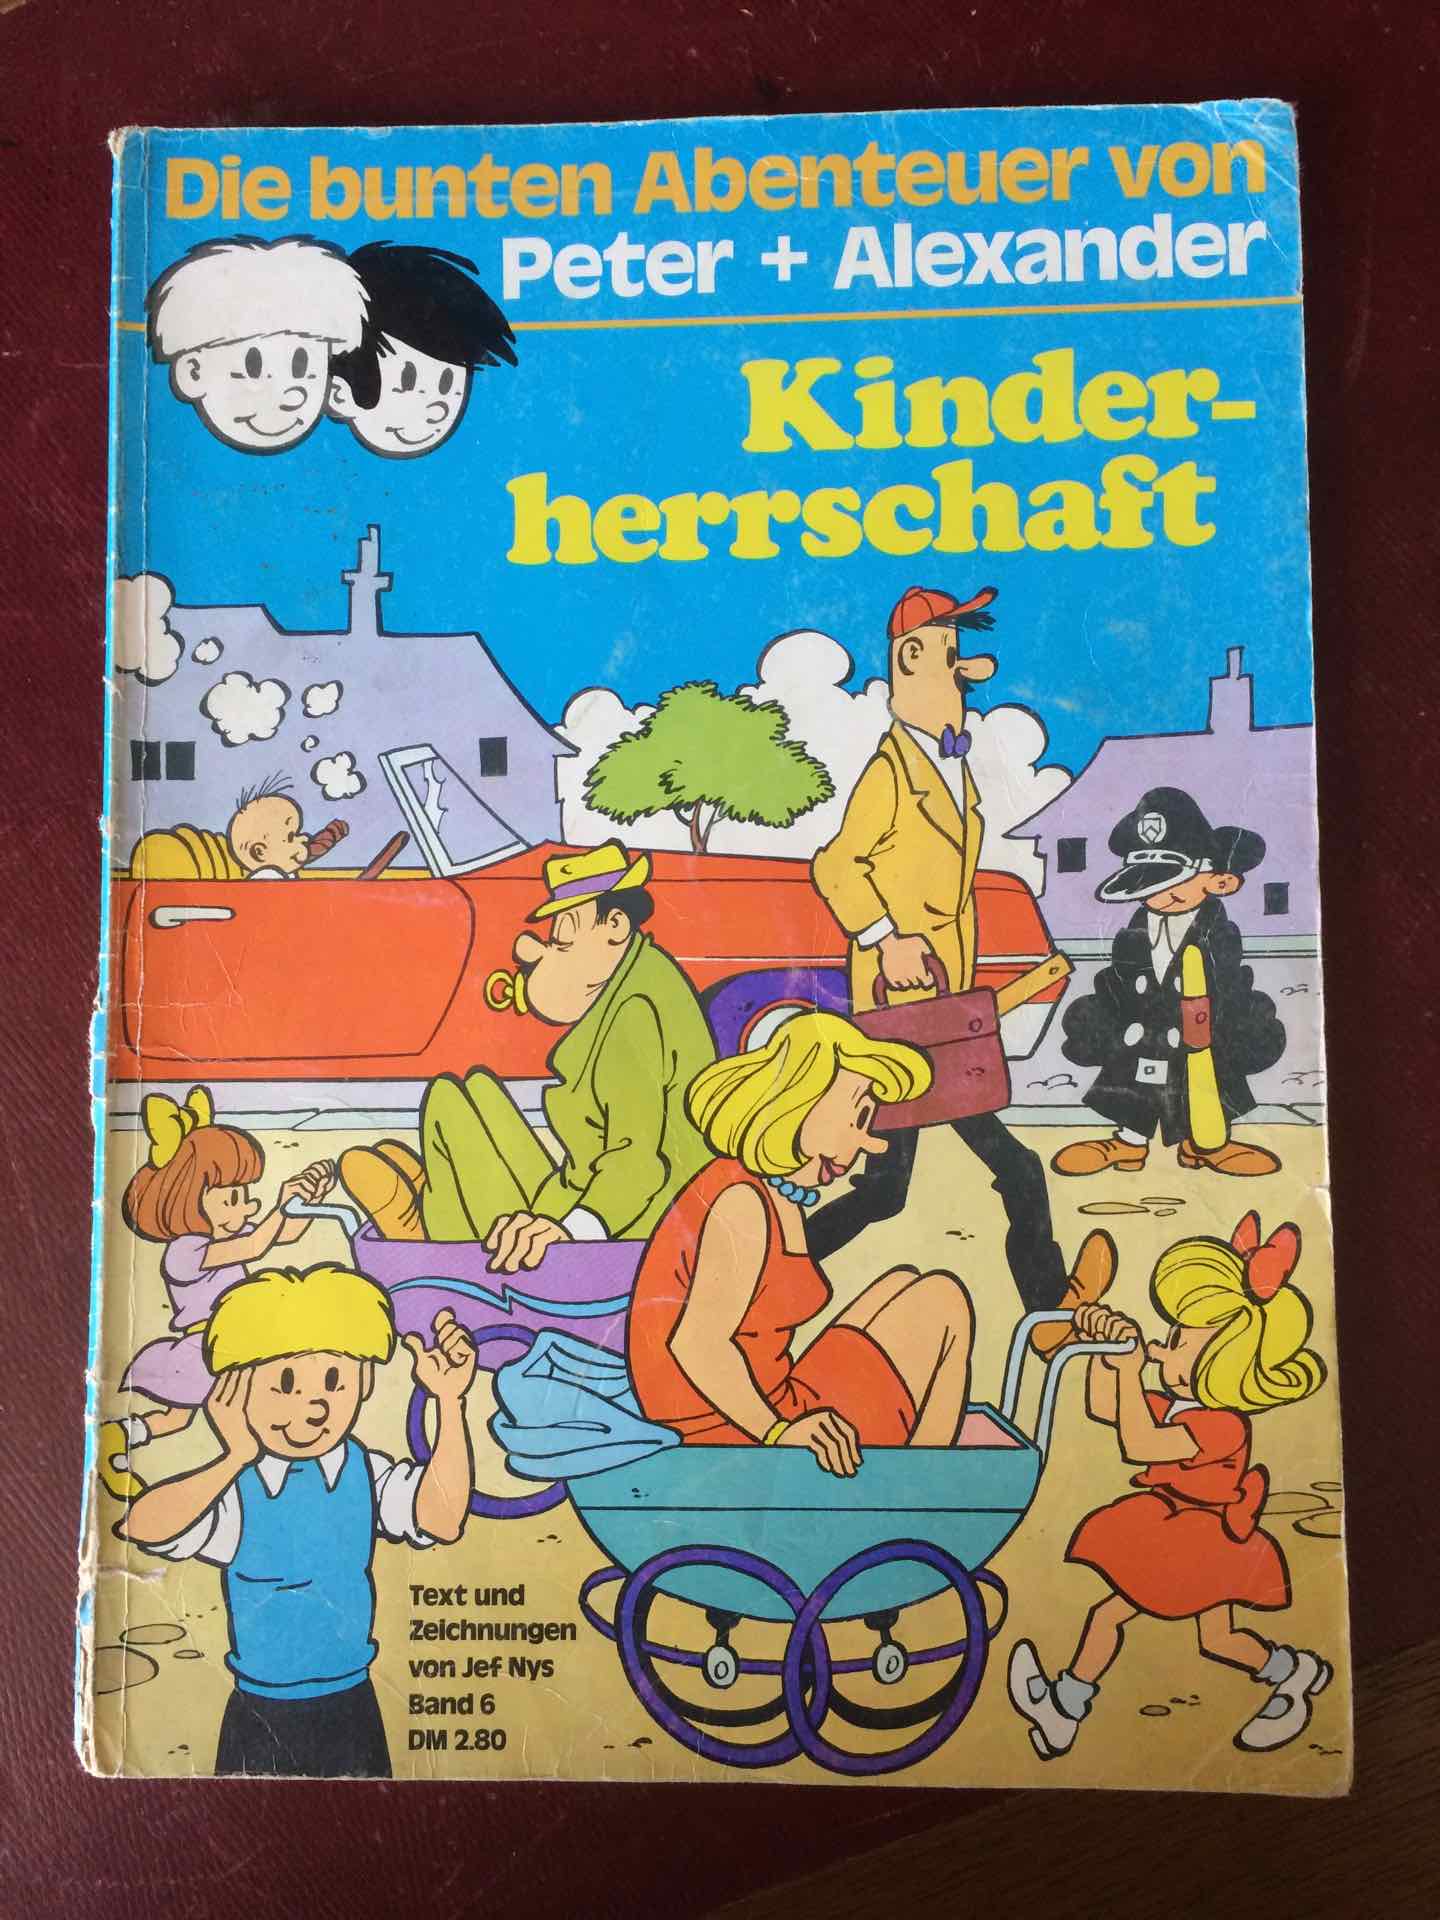 Die bunten Abenteuer von
Peter + Alexander
Kinder-
herrschaft
Text und
Zeichnungen
von Jef Nys
Band 6
DM 2.80